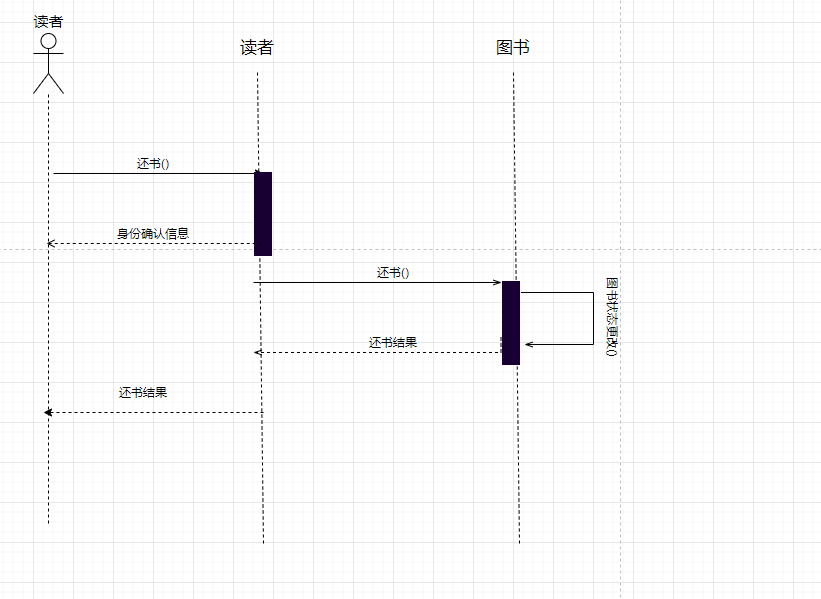 读者
读者
图书
还书()
身份确认信息
还书()
图书状态更改()
还书结果
还书结果